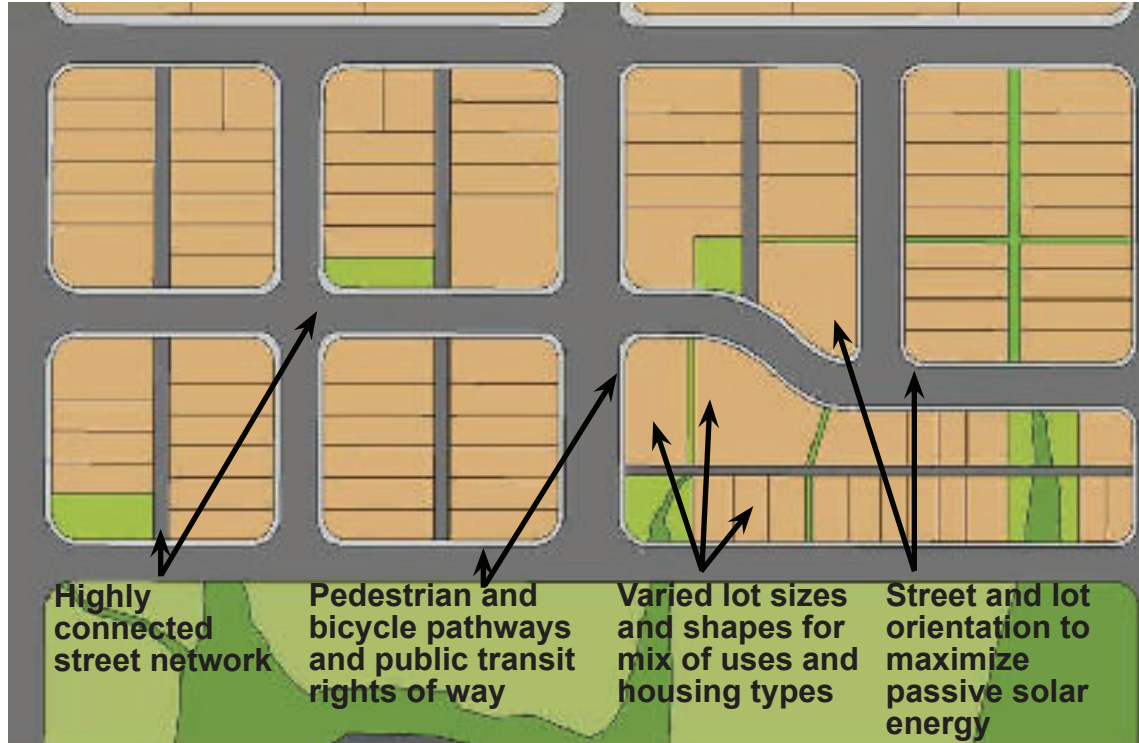 Highly
connected
street network
Pedestrian and
bicycle pathways
and public transit
rights of way
Varied lot sizes
and shapes for
mix of uses and
housing types
Street and lot
orientation to
maximize
passive solar
energy